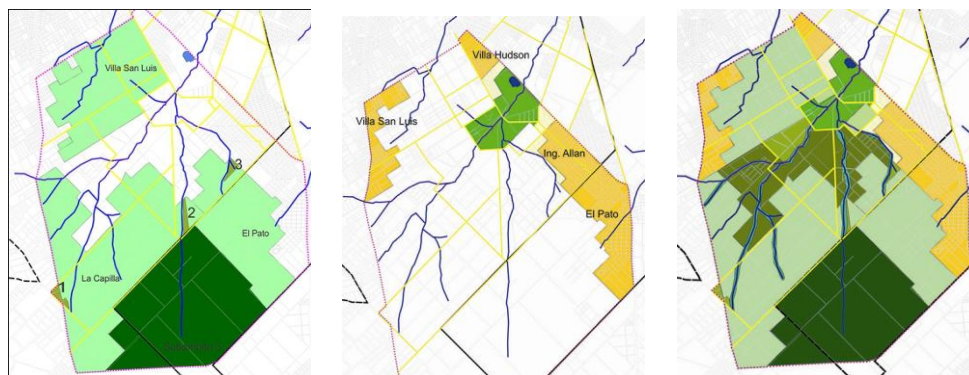 Villa San Luis
3
2
El Pato
La Capilla
1
Villa Hudson
Villa San Luis
Ing. Allan
El Pato